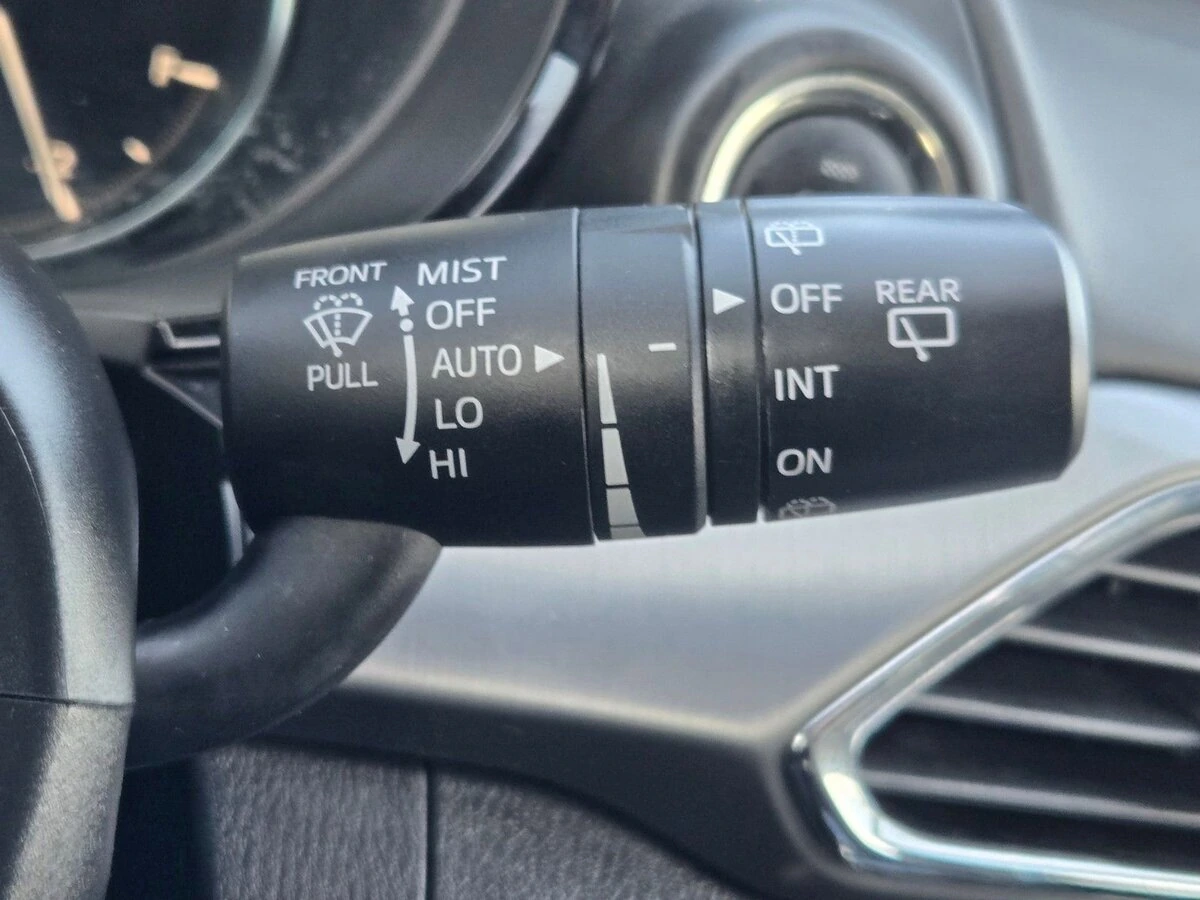 FRONT
PULL
MIST
OFF
AUTO
LO
HI
OFF
INT
ON
REAR